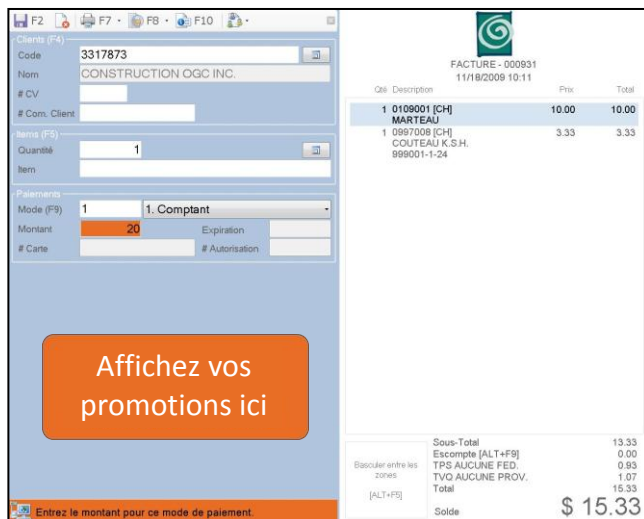 F2 F7 F8 F10
Clients (F4)
Code 3317873
Nom CONSTRUCTION OGC INC.
# CV
# Com. Client
Items (F5)
Quantité 1
Item
Paiements
Mode (F9) 1 1. Comptant
Montant 20 Expiration
# Carte # Autorisation
Affichez vos
promotions ici
Entrez le montant pour ce mode de paiement.
FACTURE - 000931
11/18/2009 10:11
Qté Description Prix Total
1 0109001 [CH] 10.00 10.00
MARTEAU
1 0997008 [CH] 3.33 3.33
COUTEAU K.S.H.
999001-1-24
Basculer entre les
zones
[ALT+F5]
Sous-Total 13.33
Escompte [ALT+F9] 0.00
TPS AUCUNE FED. 0.93
TVQ AUCUNE PROV. 1.07
Total 15.33
Solde $ 15.33